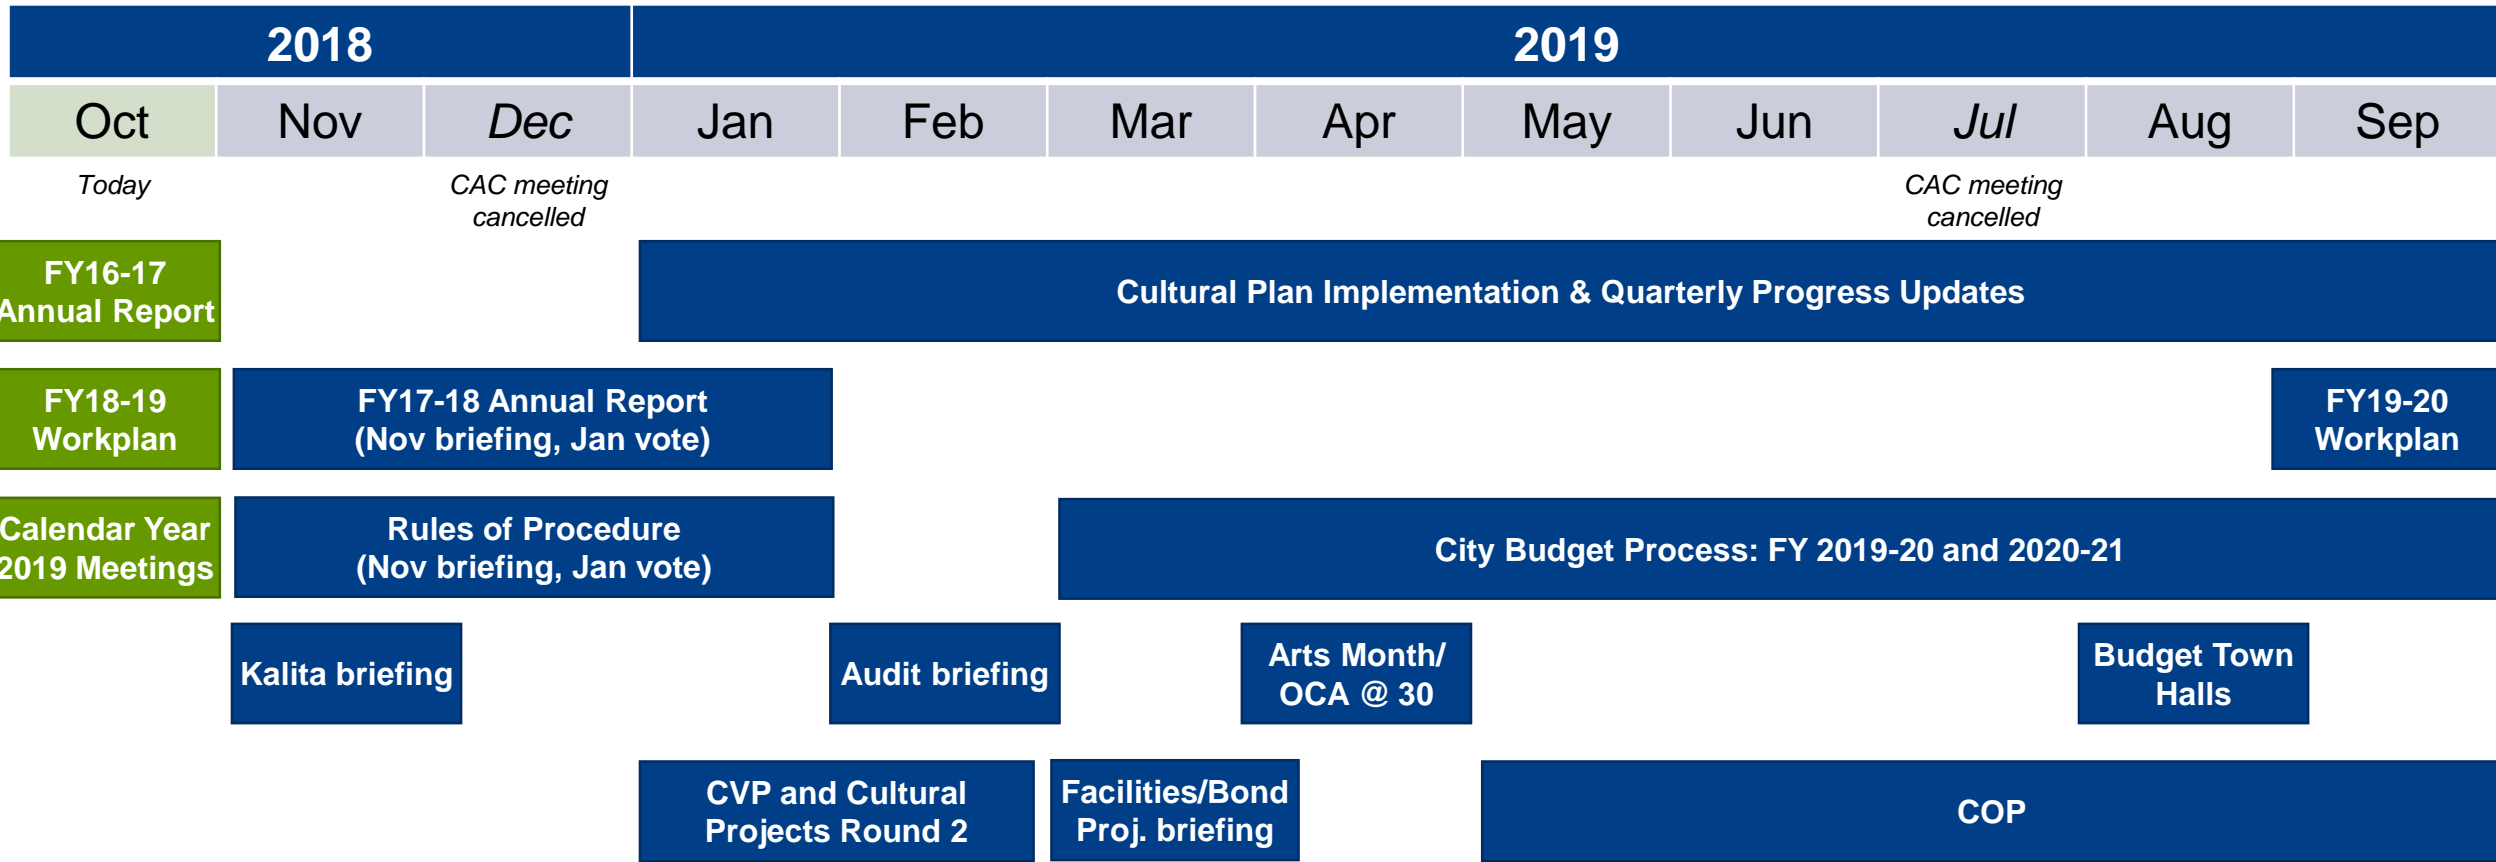 2018
2019
Oct
Nov
Dec
Jan
Feb
Mar
Apr
May
Jun
Jul
Aug
Sep
Today
CAC meeting
cancelled
CAC meeting
cancelled
FY16-17
Annual Report
Cultural Plan Implementation & Quarterly Progress Updates
FY18-19
Workplan
FY17-18 Annual Report
(Nov briefing, Jan vote)
FY19-20
Workplan
Calendar Year
2019 Meetings
Rules of Procedure
(Nov briefing, Jan vote)
City Budget Process: FY 2019-20 and 2020-21
Kalita briefing
Audit briefing
Arts Month/
OCA @ 30
Budget Town
Halls
CVP and Cultural
Projects Round 2
Facilities/Bond
Proj. briefing
COP